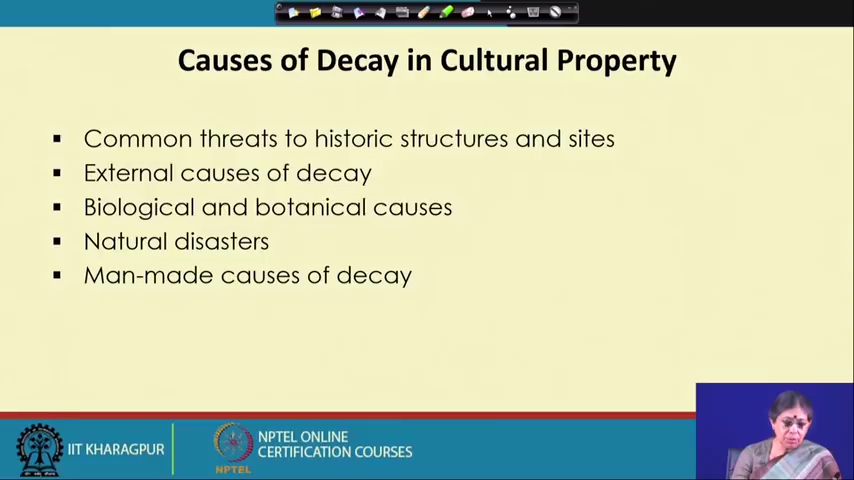 Causes of Decay in Cultural Property
▪ Common threats to historic structures and sites
▪ External causes of decay
▪ Biological and botanical causes
▪ Natural disasters
▪ Man-made causes of decay
IIT KHARAGPUR
NPTEL
NPTEL ONLINE
CERTIFICATION COURSES